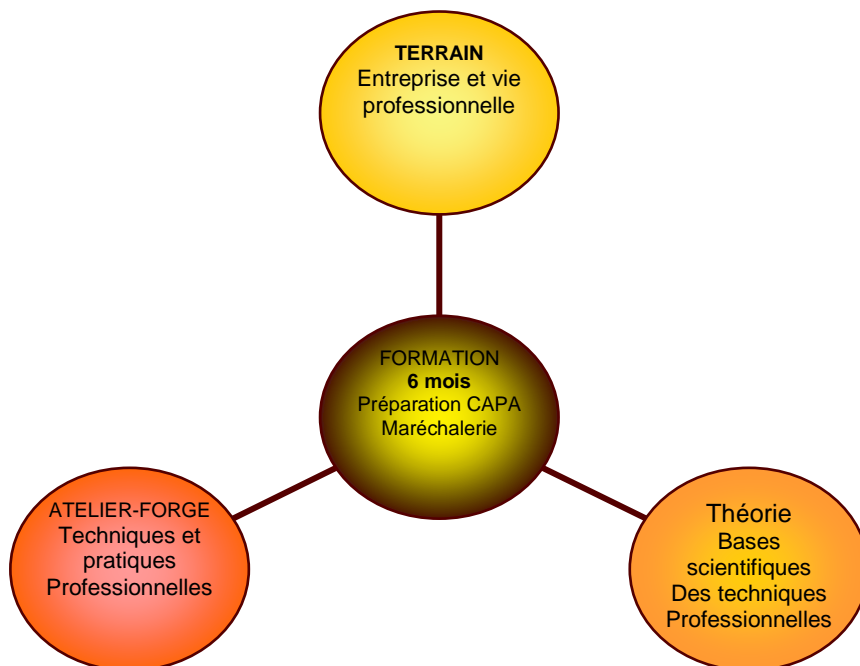 TERRAIN
Entreprise et vie
professionnelle
FORMATION
6 mois
Préparation CAPA
Maréchalerie
ATELIER-FORGE
Techniques et
pratiques
Professionnelles
Théorie
Bases
scientifiques
Des techniques
Professionnelles